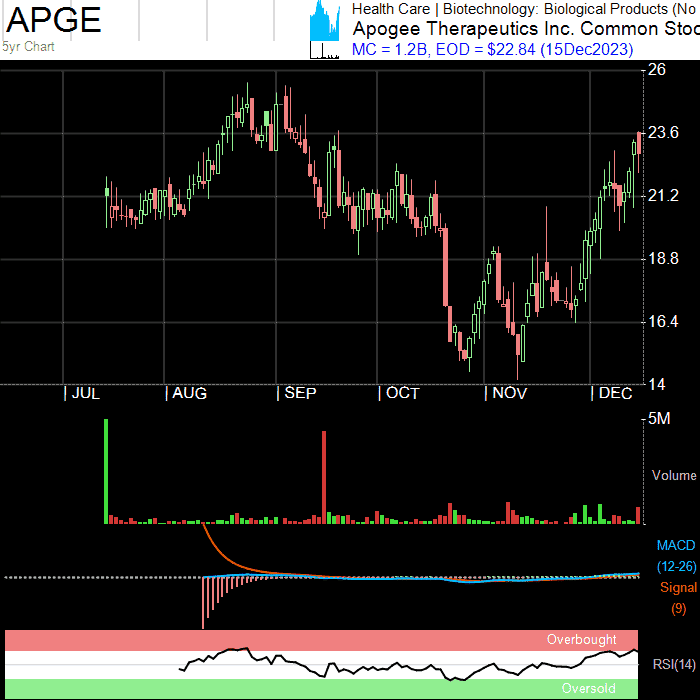 APGE
5yr Chart
Health Care | Biotechnology: Biological Products (No
Apogee Therapeutics Inc. Common Stoc
MC = 1.2B, EOD = $22.84 (15Dec2023)
26
23.6
21.2
18.8
16.4
14
| JUL | AUG | SEP | OCT | NOV | DEC
5M
Volume
MACD
(12-26)
Signal
(9)
Overbought
RSI(14)
Oversold